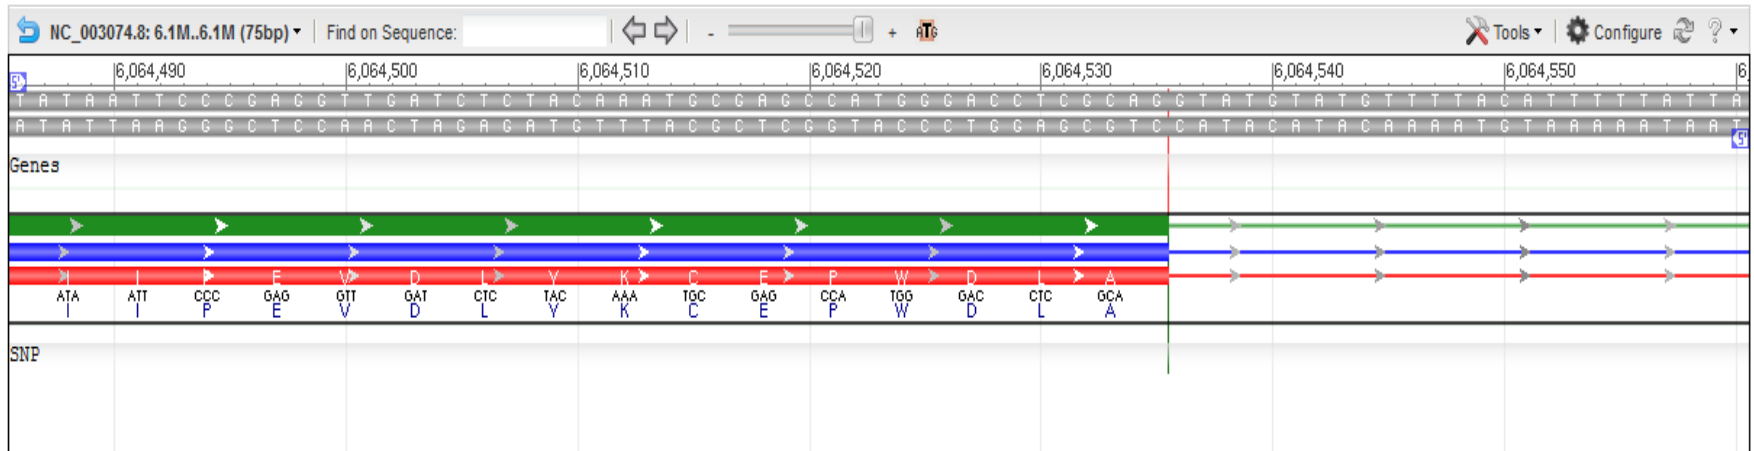 NC_003074.8: 6.1M..6.1M (75bp) Find on Sequence: - + ATG Tools Configure ?
6,064,490 6,064,500 6,064,510 6,064,520 6,064,530 6,064,540 6,064,550 6,
5'
T A T A A T T C C C G A G G T T G A T C T C T A C A A A T G C G A G C C A T G G G A C C T C G C A G G T A T G T A T G T T T T A C A T T T T T A T T A
A T A T T A A G G G C T C C A A C T A G A G A T G T T T A C G C T C G G T A C C C T G G A G C G T C C A T A C A T A C A A A A T G T A A A A A T A A T
5'
Genes
I I P E V D L Y K C E P W D L A
ATA ATT CCC GAG GTT GAT CTC TAC AAA TGC GAG CCA TGG GAC CTC GCA
I I P E V D L Y K C E P W D L A
SNP